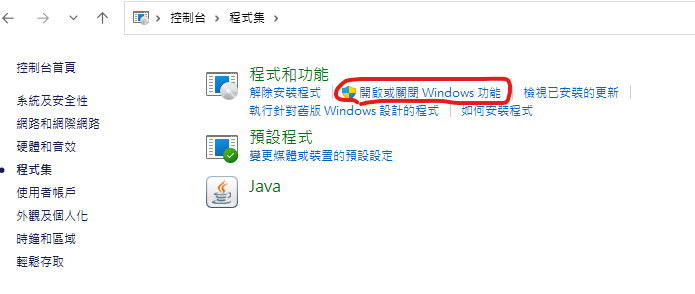 控制台 > 程式集 >
控制台首頁
系統及安全性
網路和網際網路
硬體和音效
程式集
使用者帳戶
外觀及個人化
時鐘和區域
輕鬆存取
程式和功能
解除安裝程式 | 開啟或關閉 Windows 功能 | 檢視已安裝的更新 |
執行針對舊版 Windows 設計的程式 | 如何安裝程式
預設程式
變更媒體或裝置的預設設定
Java